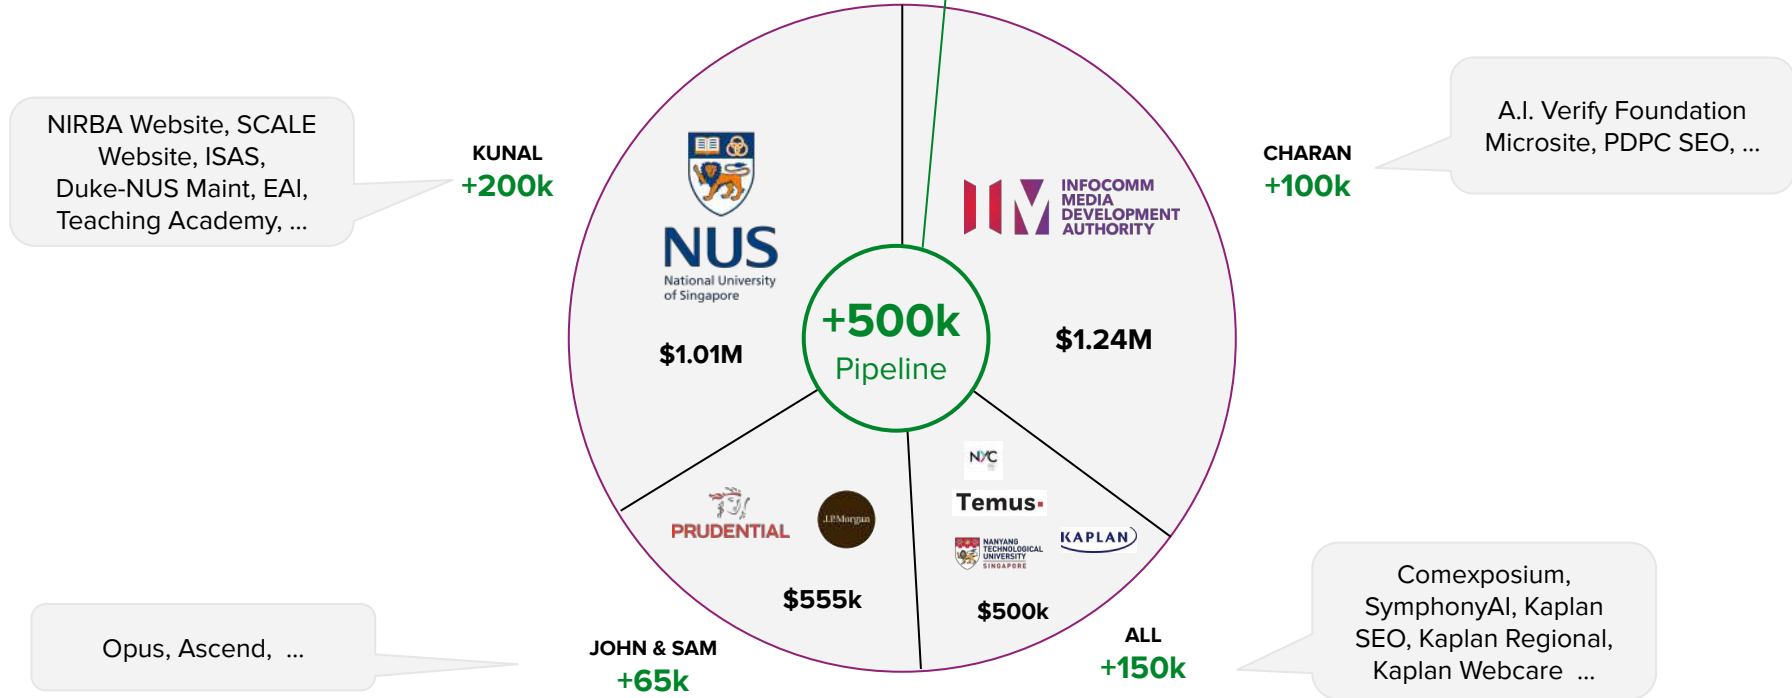 NIRBA Website, SCALE
Website, ISAS,
Duke-NUS Maint, EAI,
Teaching Academy, ...
KUNAL
+200k
NUS
National University
of Singapore
$1.01M
INFOCOMM
MEDIA
DEVELOPMENT
AUTHORITY
$1.24M
CHARAN
+100k
A.I. Verify Foundation
Microsite, PDPC SEO, ...
+500k
Pipeline
PRUDENTIAL
J.P.Morgan
$555k
NYC
Temus
NANYANG
TECHNOLOGICAL
UNIVERSITY
SINGAPORE
KAPLAN
$500k
Opus, Ascend, ...
JOHN & SAM
+65k
ALL
+150k
Comexposium,
SymphonyAI, Kaplan
SEO, Kaplan Regional,
Kaplan Webcare ...